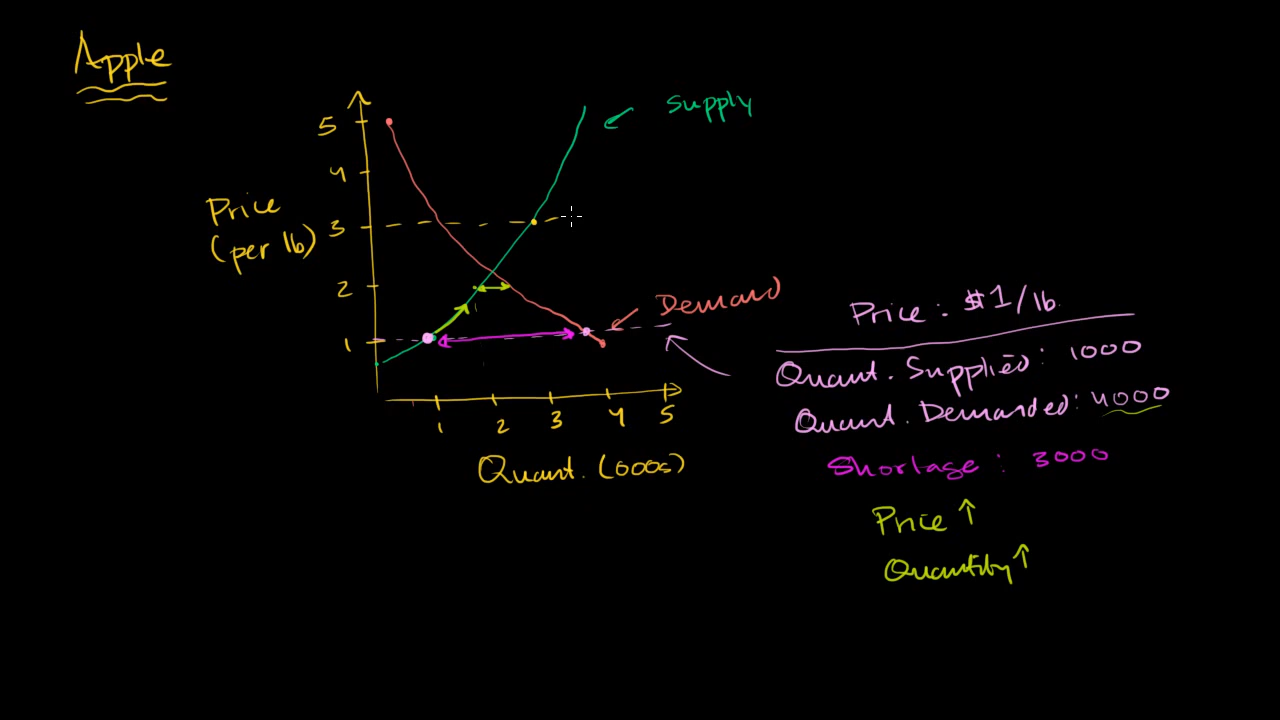 Apple
Supply
5
4
3
2
1
Price
(per lb)
Demand
1 2 3 4 5
Quant. (000s)
Price: $1/lb.
Quant. Supplied: 1000
Quant. Demanded: 4000
Shortage: 3000
Price ↑
Quantity ↑